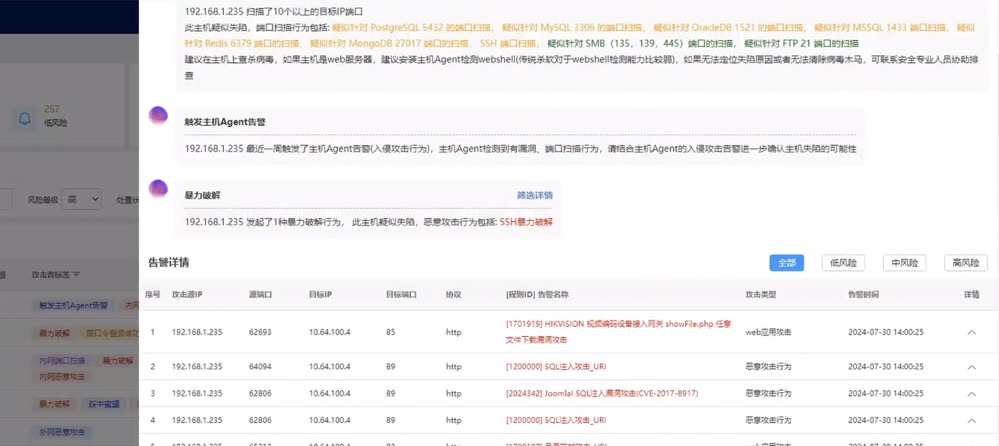 192.168.1.235 扫描了10个以上的目标IP端口
此主机疑似失陷，端口扫描行为包括: 疑似针对 PostgreSQL 5432 的端口扫描， 疑似针对 MySQL 3306 的端口扫描， 疑似针对 OracleDB 1521 的端口扫描， 疑似针对 MSSQL 1433 端口扫描， 疑似
针对 Redis 6379 端口的扫描， 疑似针对 MongoDB 27017 端口的扫描， SSH 端口扫描， 疑似针对 SMB（135，139，445）端口的扫描， 疑似针对 FTP 21 端口的扫描
建议在主机上查杀病毒，如果主机是web服务器，建议安装主机Agent检测webshell(传统杀软对于webshell检测能力比较弱)，如果无法定位失陷原因或者无法清除病毒木马，可联系安全专业人员协助排
查
257
低风险
触发主机Agent告警
192.168.1.235 最近一周触发了主机Agent告警(入侵攻击行为)，主机Agent检测到有漏洞、端口扫描行为，请结合主机Agent的入侵攻击告警进一步确认主机失陷的可能性
风险等级 高 处置状
暴力破解 筛选详情
192.168.1.235 发起了1种暴力破解行为， 此主机疑似失陷，恶意攻击行为包括: SSH暴力破解
告警详情 全部 低风险 中风险 高风险
级 攻击者标签
序号 攻击源IP 源端口 目标IP 目标端口 协议 [规则ID] 告警名称 攻击类型 告警时间 详情
触发主机Agent告警 内网
1 192.168.1.235 62693 10.64.100.4 85 http [1701919] HIKVISION 视频编码设备接入网关 showFile.php 任意
文件下载漏洞攻击 web应用攻击 2024-07-30 14:00:25
暴力破解 弱口令登录成功
内网端口扫描 暴力破解
内网恶意攻击
2 192.168.1.235 64094 10.64.100.4 89 http [1200000] SQL注入攻击_URI 恶意攻击行为 2024-07-30 14:00:25
3 192.168.1.235 62806 10.64.100.4 89 http [2024342] Joomla! SQL注入漏洞攻击(CVE-2017-8917) 恶意攻击行为 2024-07-30 14:00:25
暴力破解 踩中蜜罐
4 192.168.1.235 62806 10.64.100.4 89 http [1200000] SQL注入攻击_URI 恶意攻击行为 2024-07-30 14:00:25
外网恶意攻击